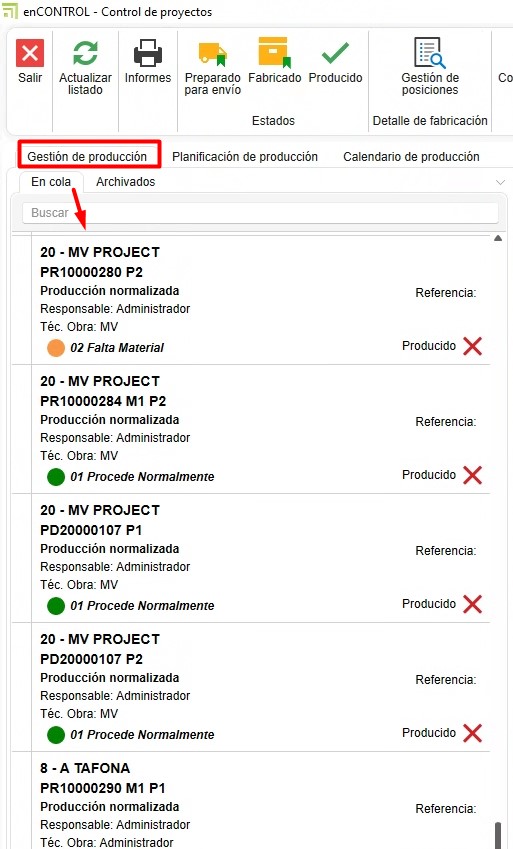 enCONTROL - Control de proyectos
Salir
Actualizar listado
Informes
Preparado para envío
Fabricado
Producido
Gestión de posiciones
Co
Estados
Detalle de fabricación
Gestión de producción
Planificación de producción
Calendario de producción
En cola
Archivados
Buscar
20 - MV PROJECT
PR10000280 P2
Producción normalizada
Referencia:
Responsable: Administrador
Téc. Obra: MV
02 Falta Material
Producido
20 - MV PROJECT
PR10000284 M1 P2
Producción normalizada
Referencia:
Responsable: Administrador
Téc. Obra: MV
01 Procede Normalmente
Producido
20 - MV PROJECT
PD20000107 P1
Producción normalizada
Referencia:
Responsable: Administrador
Téc. Obra: MV
01 Procede Normalmente
Producido
20 - MV PROJECT
PD20000107 P2
Producción normalizada
Referencia:
Responsable: Administrador
Téc. Obra: MV
01 Procede Normalmente
Producido
8 - A TAFONA
PR10000290 M1 P1
Producción normalizada
Referencia:
Responsable: Administrador
Téc. Obra: Administrador